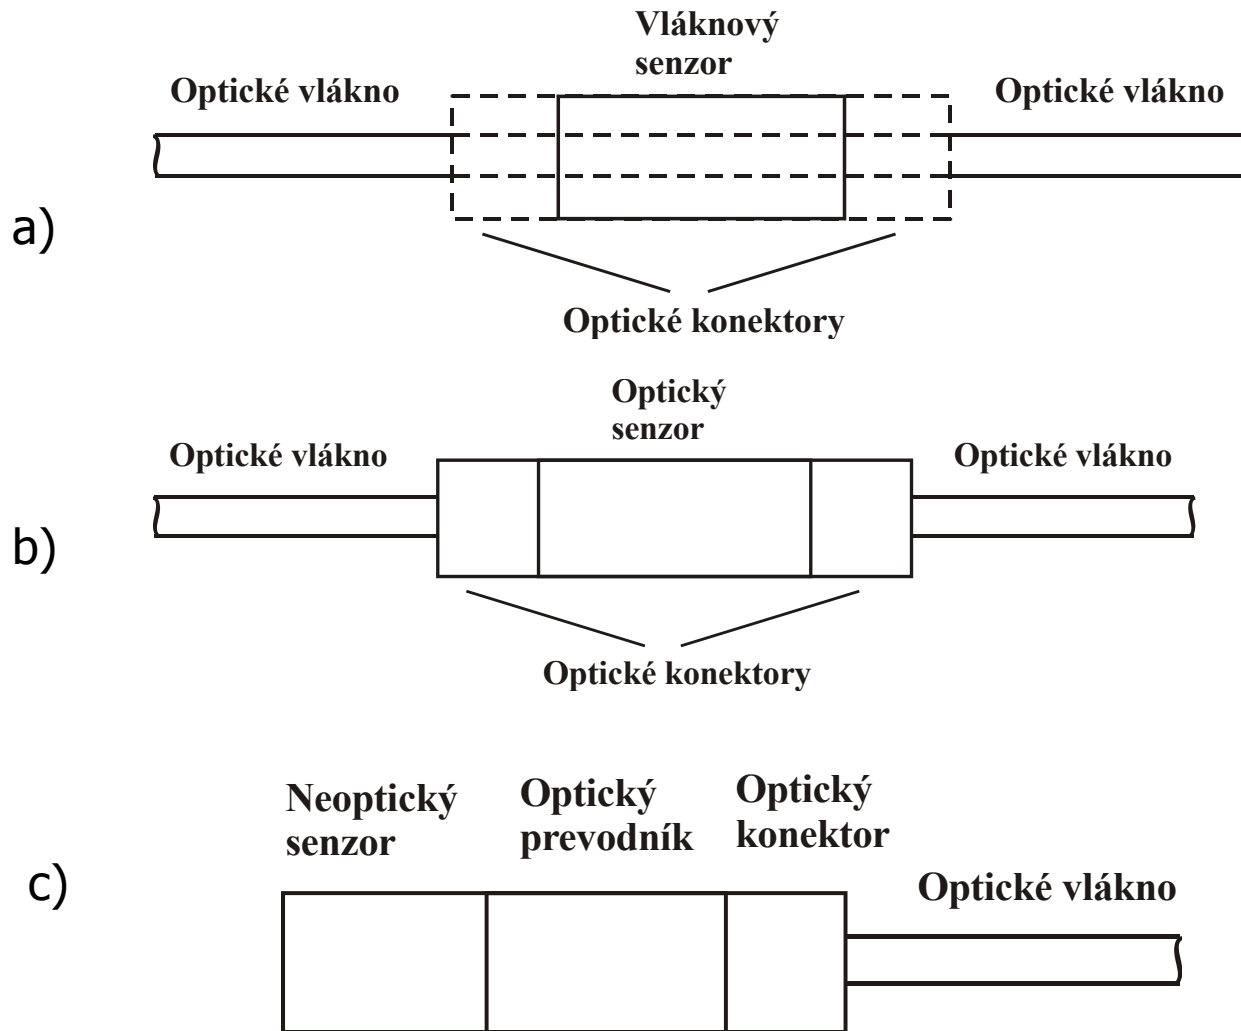 Vláknový
senzor
Optické vlákno
Optické vlákno
a)
Optické konektory
Optický
senzor
Optické vlákno
Optické vlákno
b)
Optické konektory
Neoptický
senzor
Optický
prevodník
Optický
konektor
c)
Optické vlákno